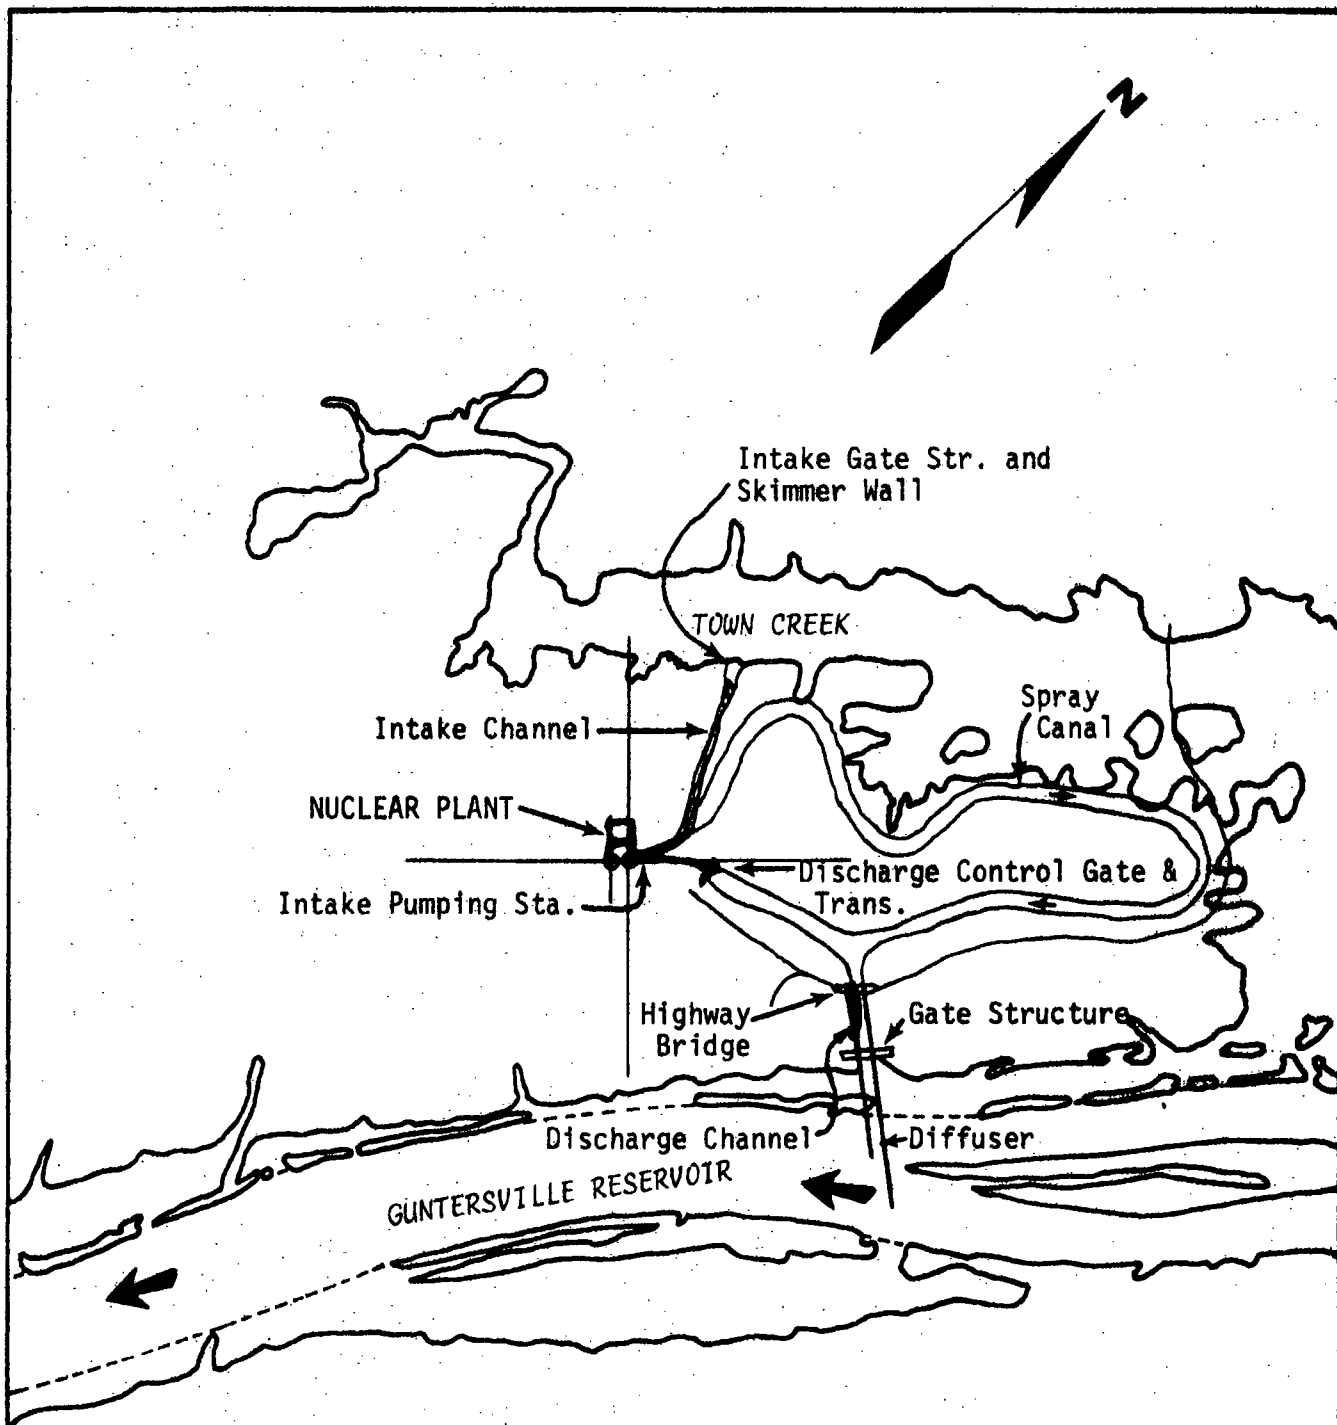 N
Intake Gate Str. and
Skimmer Wall
TOWN CREEK
Spray
Canal
Intake Channel
NUCLEAR PLANT
Discharge Control Gate &
Trans.
Intake Pumping Sta.
Highway
Bridge
Gate Structure
Discharge Channel
Diffuser
GUNTERSVILLE RESERVOIR